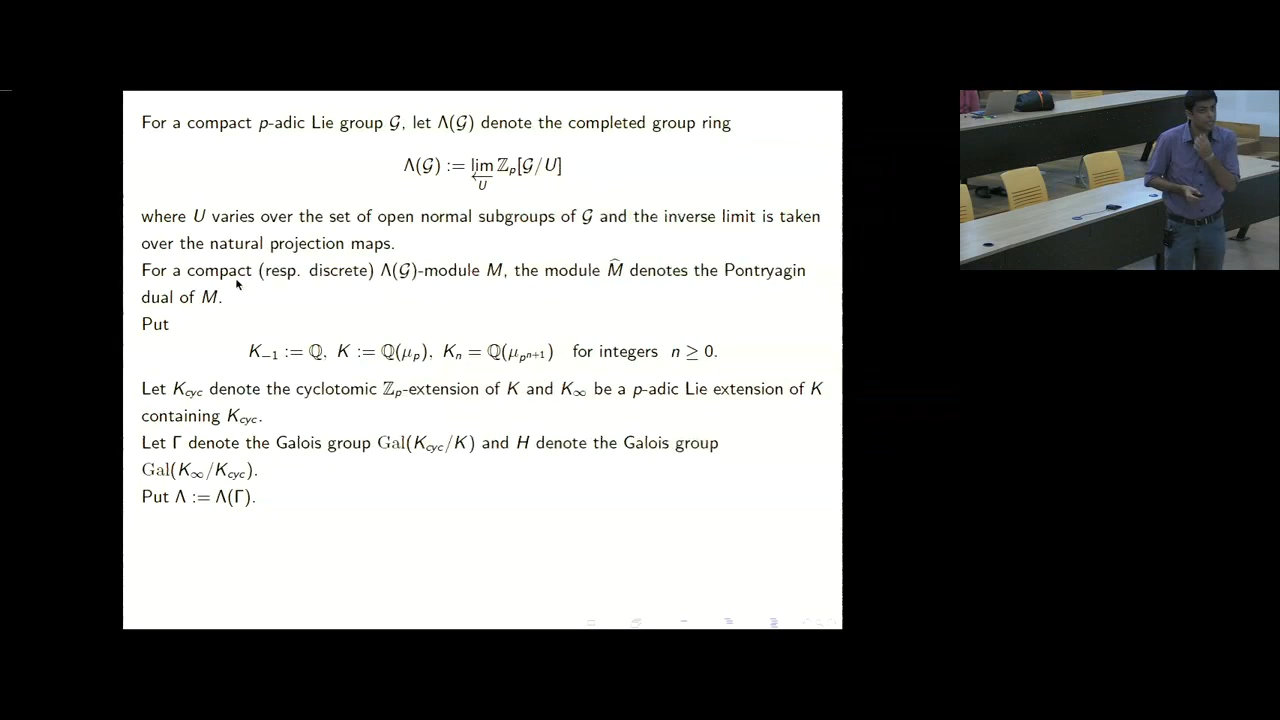 For a compact p-adic Lie group 𝒢, let Λ(𝒢) denote the completed group ring
Λ(𝒢) := lim← U ℤp[𝒢/U]
where U varies over the set of open normal subgroups of 𝒢 and the inverse limit is taken
over the natural projection maps.
For a compact (resp. discrete) Λ(𝒢)-module M, the module M̂ denotes the Pontryagin
dual of M.
Put
K₋₁ := ℚ, K := ℚ(μ_p), K_n = ℚ(μ_{p^{n+1}}) for integers n ≥ 0.
Let K_cyc denote the cyclotomic ℤp-extension of K and K_∞ be a p-adic Lie extension of K
containing K_cyc.
Let Γ denote the Galois group Gal(K_cyc/K) and H denote the Galois group
Gal(K_∞/K_cyc).
Put Λ := Λ(Γ).